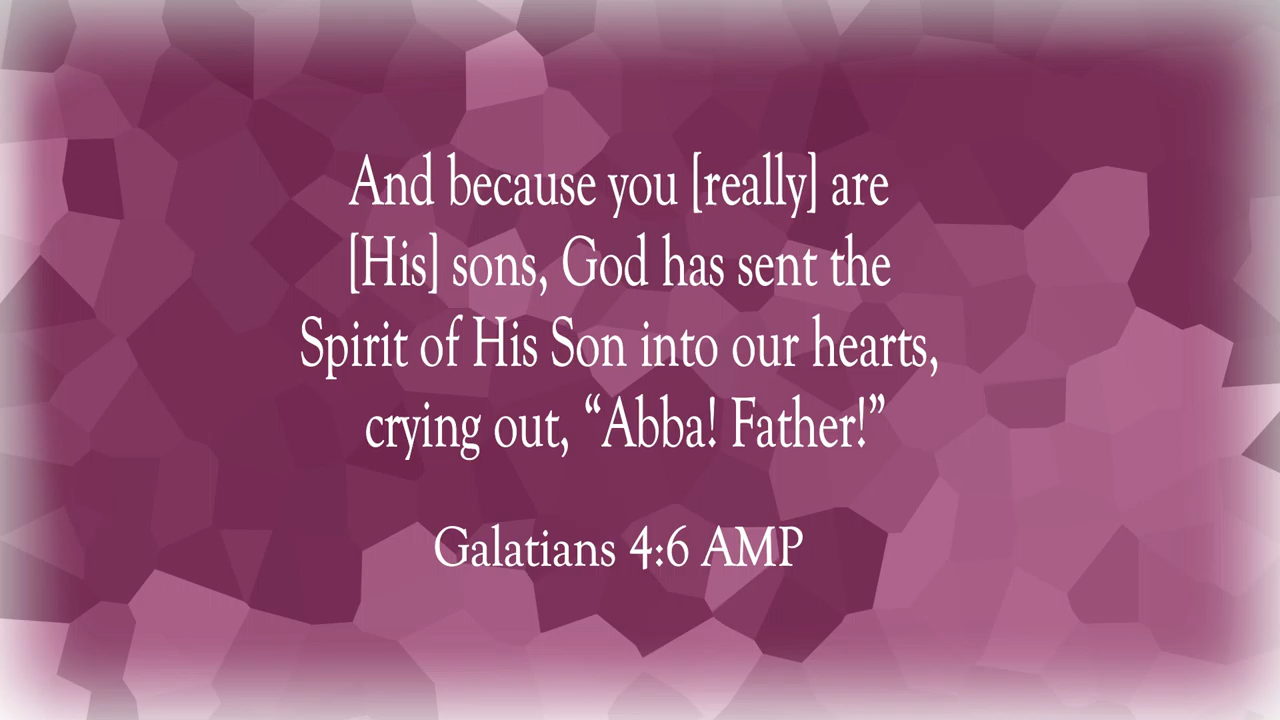 And because you [really] are
[His] sons, God has sent the
Spirit of His Son into our hearts,
crying out, “Abba! Father!”
Galatians 4:6 AMP